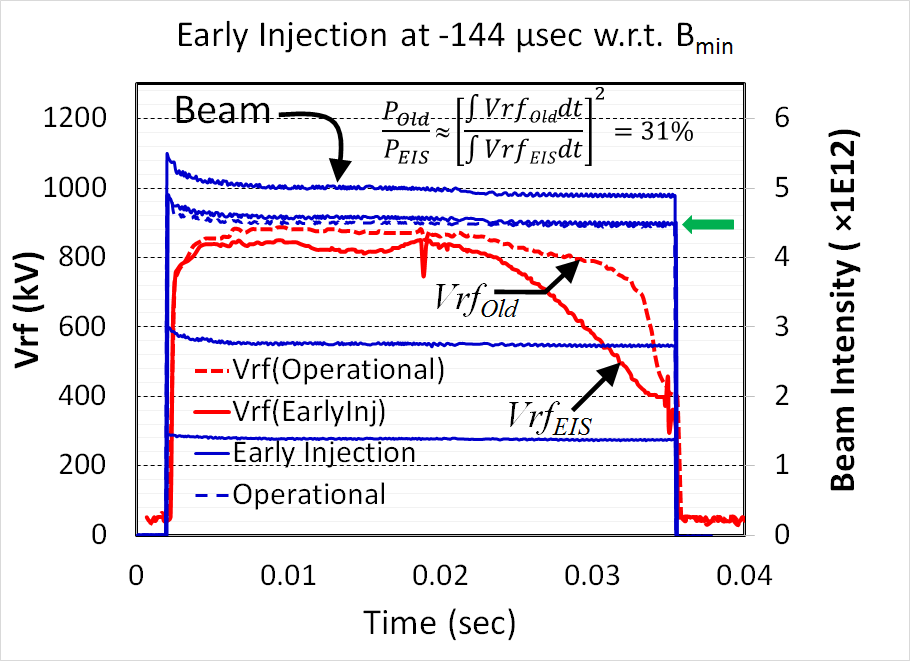 Early Injection at -144 µsec w.r.t. Bmin
Beam
P_Old/P_EIS ≈ [∫ Vrf_Old dt / ∫ Vrf_EIS dt]² = 31%
1200
1000
800
600
400
200
0
Vrf (kV)
6
5
4
3
2
1
0
Beam Intensity ( ×1E12)
Vrf_Old
Vrf_EIS
Vrf(Operational)
Vrf(EarlyInj)
Early Injection
Operational
0
0.01
0.02
0.03
0.04
Time (sec)